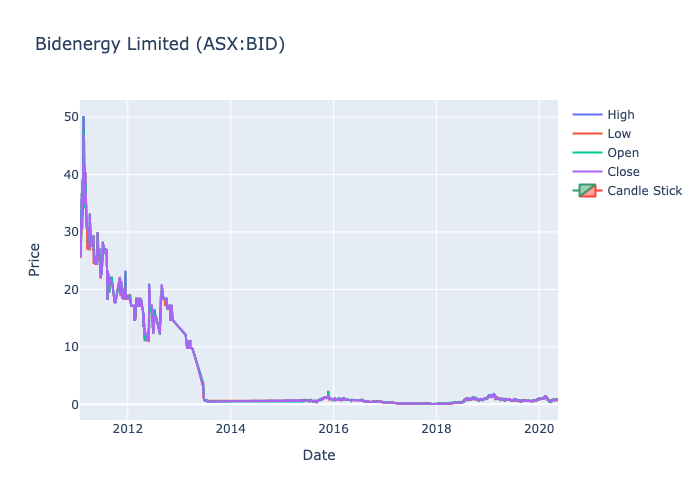 Bidenergy Limited (ASX:BID)
High
Low
Open
Close
Candle Stick
50
40
30
20
10
0
Price
2012
2014
2016
2018
2020
Date